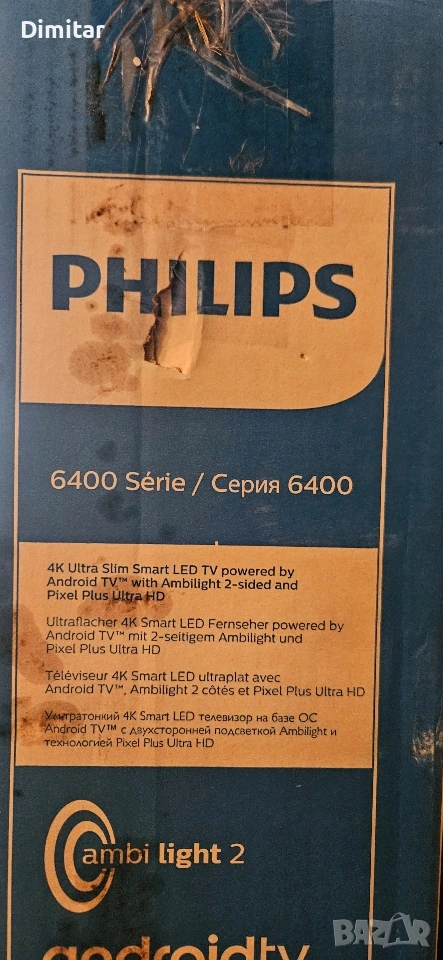 Dimitar
PHILIPS
6400 Série / Серия 6400
4K Ultra Slim Smart LED TV powered by
Android TV™ with Ambilight 2-sided and
Pixel Plus Ultra HD
Ultraflacher 4K Smart LED Fernseher powered by
Android TV™ mit 2-seitigem Ambilight und
Pixel Plus Ultra HD
Téléviseur 4K Smart LED ultraplat avec
Android TV™, Ambilight 2 côtés et Pixel Plus Ultra HD
Ультратонкий 4K Smart LED телевизор на базе ОС
Android TV™ с двухсторонней подсветкой Ambilight и
технологией Pixel Plus Ultra HD
ambi light 2
androidtv
BAZAR